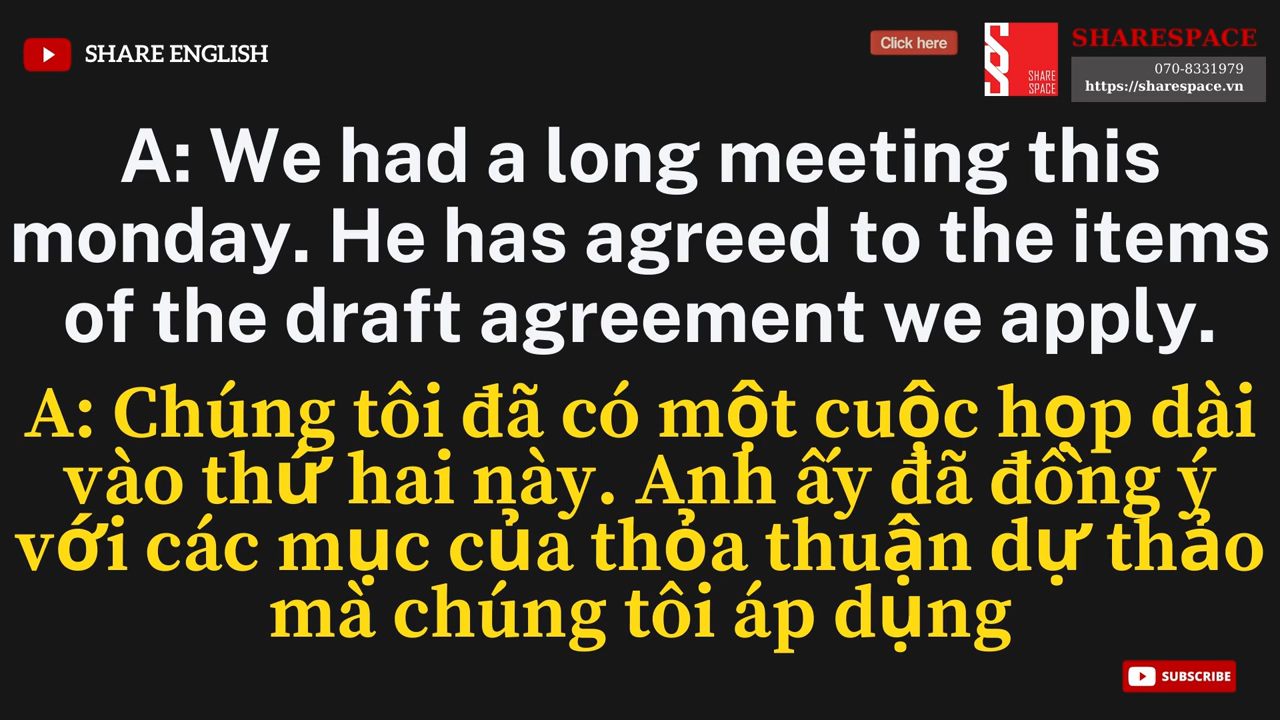 SHARE ENGLISH
Click here
SHARE
SPACE
SHARESPACE
070-8331979
https://sharespace.vn
A: We had a long meeting this
monday. He has agreed to the items
of the draft agreement we apply.
A: Chúng tôi đã có một cuộc họp dài
vào thứ hai này. Anh ấy đã đồng ý
với các mục của thỏa thuận dự thảo
mà chúng tôi áp dụng
SUBSCRIBE